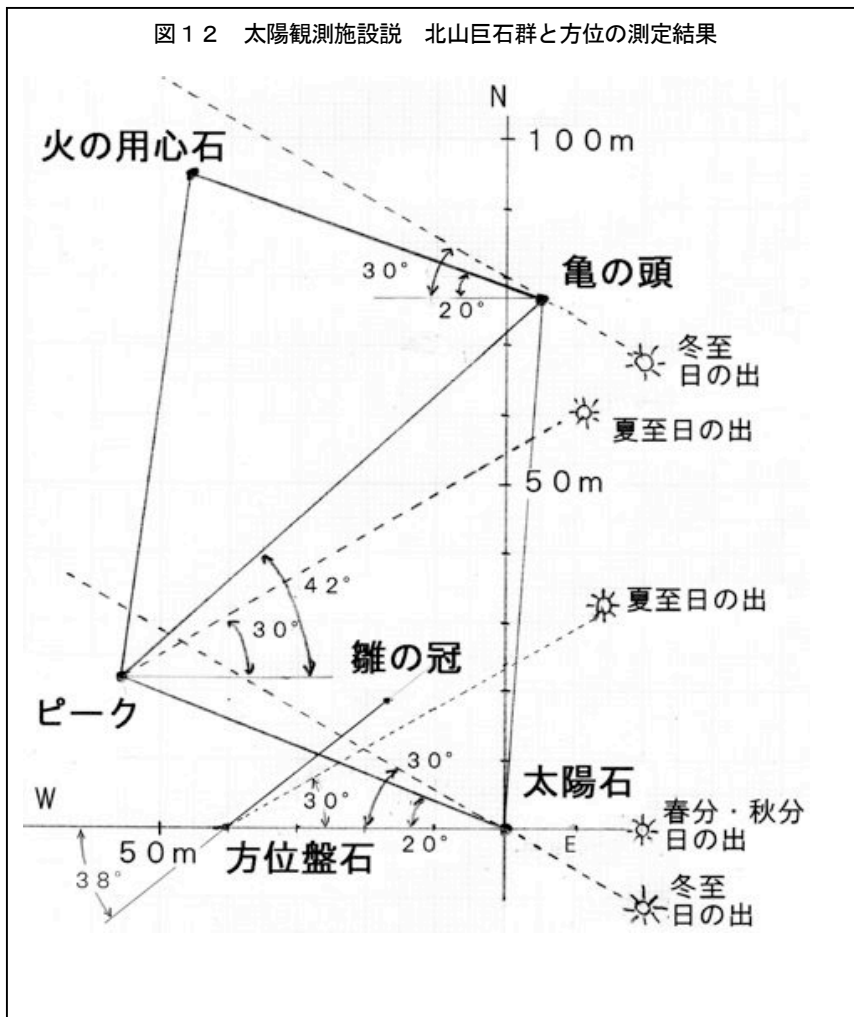 図12　太陽観測施設説　北山巨石群と方位の測定結果
N
100m
火の用心石
30°
20°
亀の頭
冬至
日の出
夏至日の出
50m
42°
30°
夏至日の出
雛の冠
ピーク
30°
30°
太陽石
W
春分・秋分
日の出
50m
方位盤石
20°
E
38°
冬至
日の出